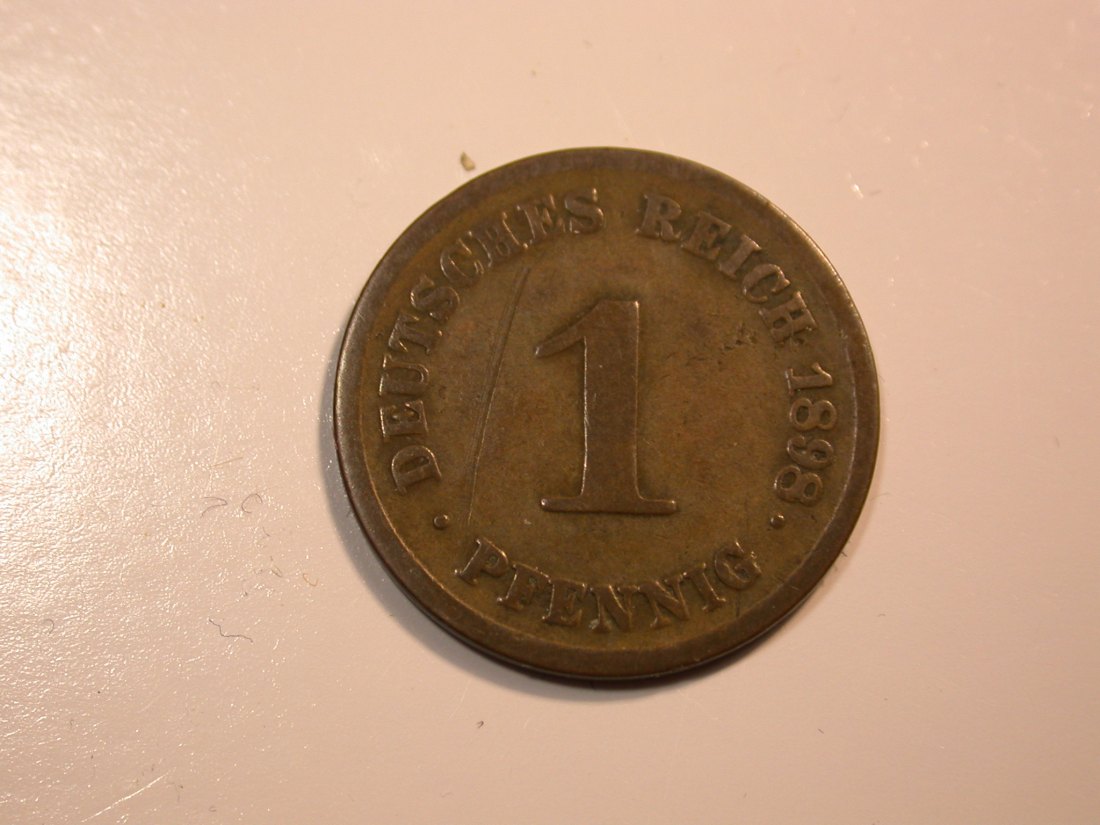 DEUTSCHES REICH 1898
1
PFENNIG